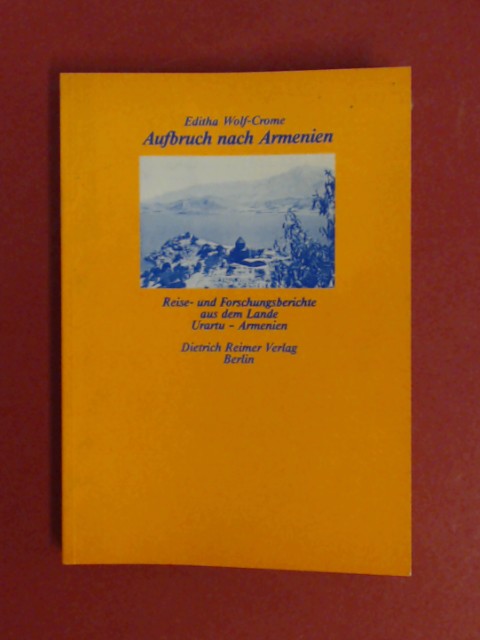 Editha Wolf-Crome
Aufbruch nach Armenien
Reise- und Forschungsberichte
aus dem Lande
Urartu - Armenien
Dietrich Reimer Verlag
Berlin